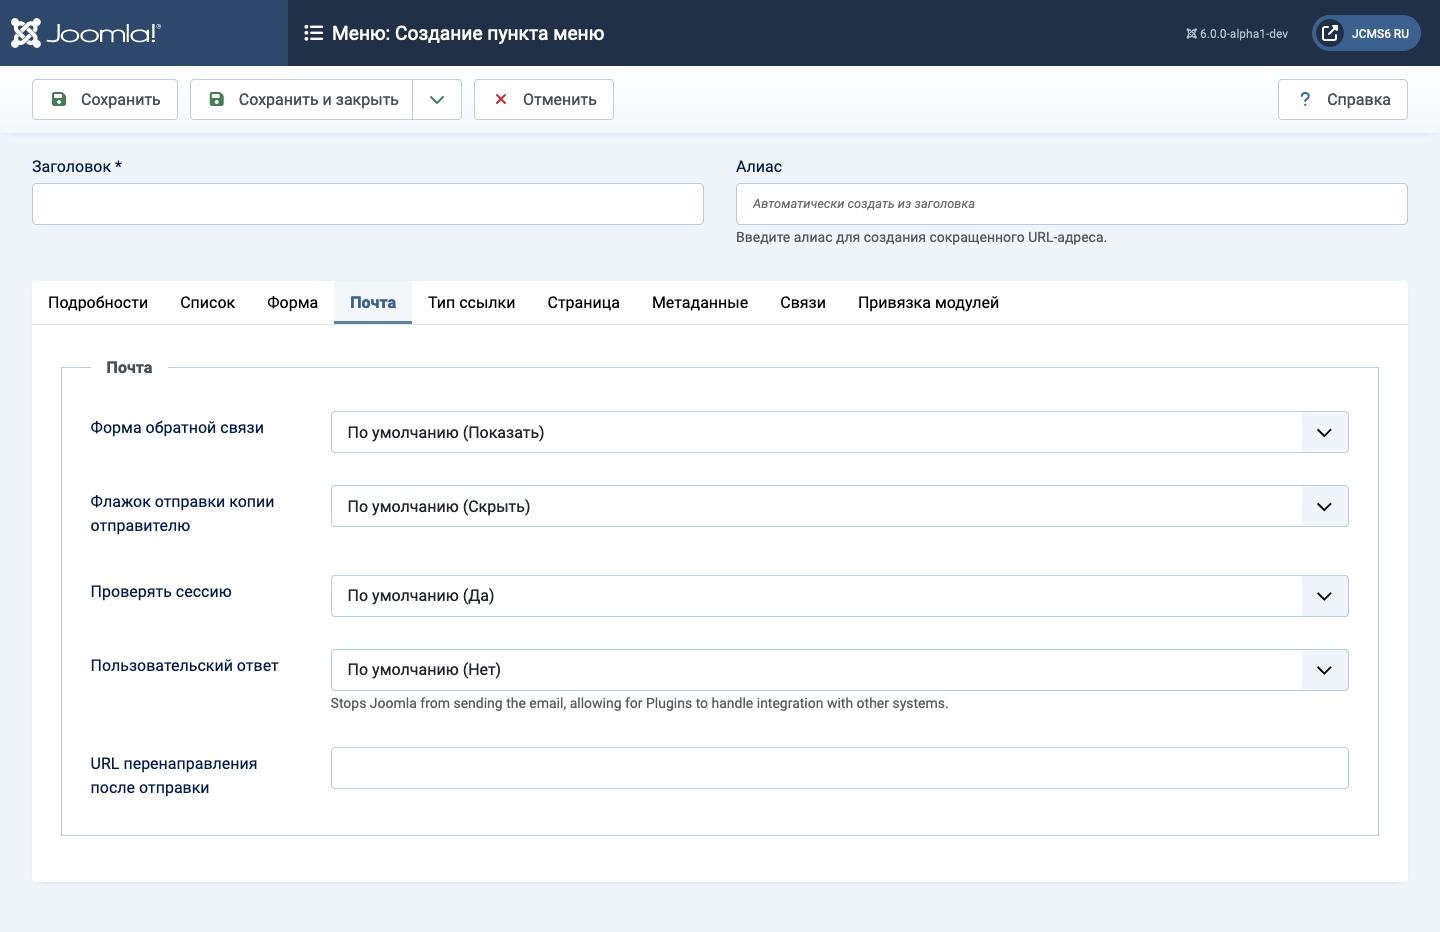 Joomla!®
Меню: Создание пункта меню
6.0.0-alpha1-dev
JCMS6 RU
Сохранить
Сохранить и закрыть
Отменить
? Справка
Заголовок *
Алиас
Автоматически создать из заголовка
Введите алиас для создания сокращенного URL-адреса.
Подробности Список Форма Почта Тип ссылки Страница Метаданные Связи Привязка модулей
Почта
Форма обратной связи
По умолчанию (Показать)
Флажок отправки копии
отправителю
По умолчанию (Скрыть)
Проверять сессию
По умолчанию (Да)
Пользовательский ответ
По умолчанию (Нет)
Stops Joomla from sending the email, allowing for Plugins to handle integration with other systems.
URL перенаправления
после отправки